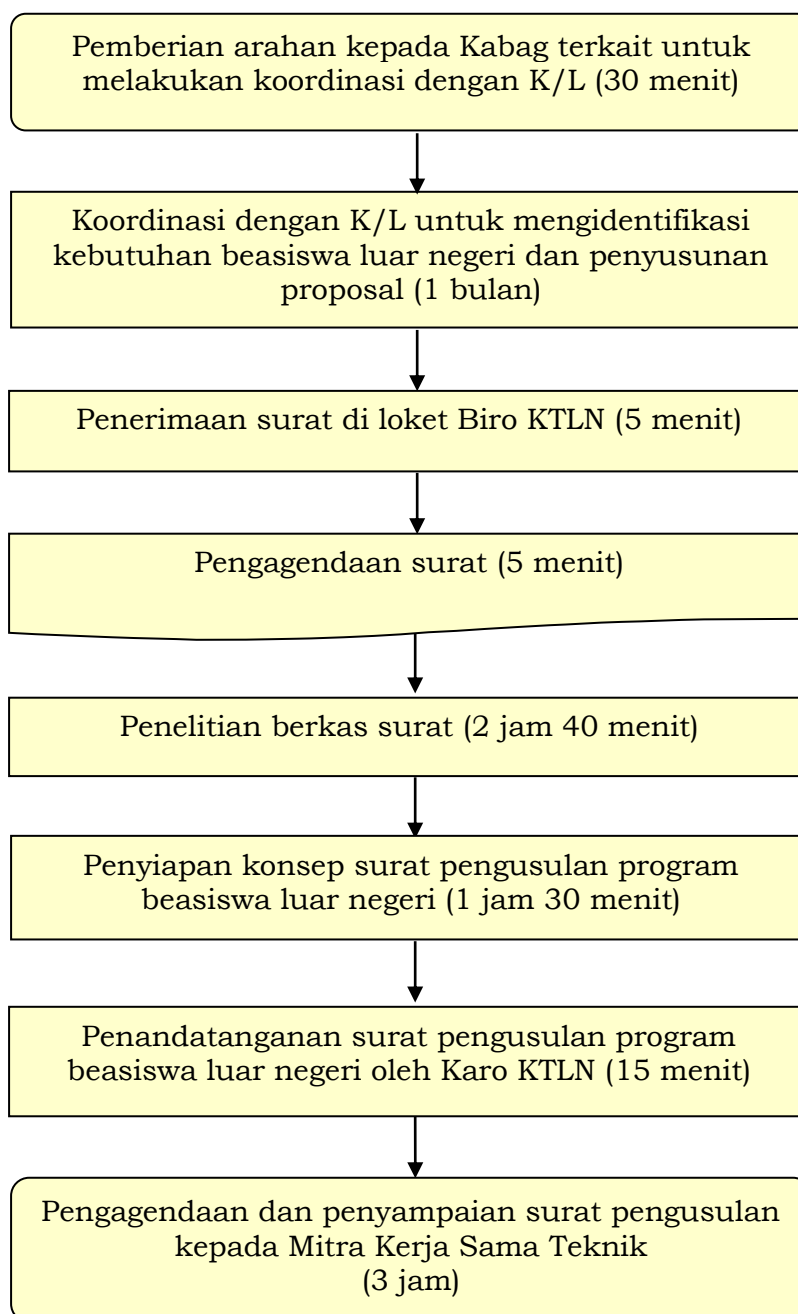 Pemberian arahan kepada Kabag terkait untuk
melakukan koordinasi dengan K/L (30 menit)
Koordinasi dengan K/L untuk mengidentifikasi
kebutuhan beasiswa luar negeri dan penyusunan
proposal (1 bulan)
Penerimaan surat di loket Biro KTLN (5 menit)
Pengagendaan surat (5 menit)
Penelitian berkas surat (2 jam 40 menit)
Penyiapan konsep surat pengusulan program
beasiswa luar negeri (1 jam 30 menit)
Penandatanganan surat pengusulan program
beasiswa luar negeri oleh Karo KTLN (15 menit)
Pengagendaan dan penyampaian surat pengusulan
kepada Mitra Kerja Sama Teknik
(3 jam)